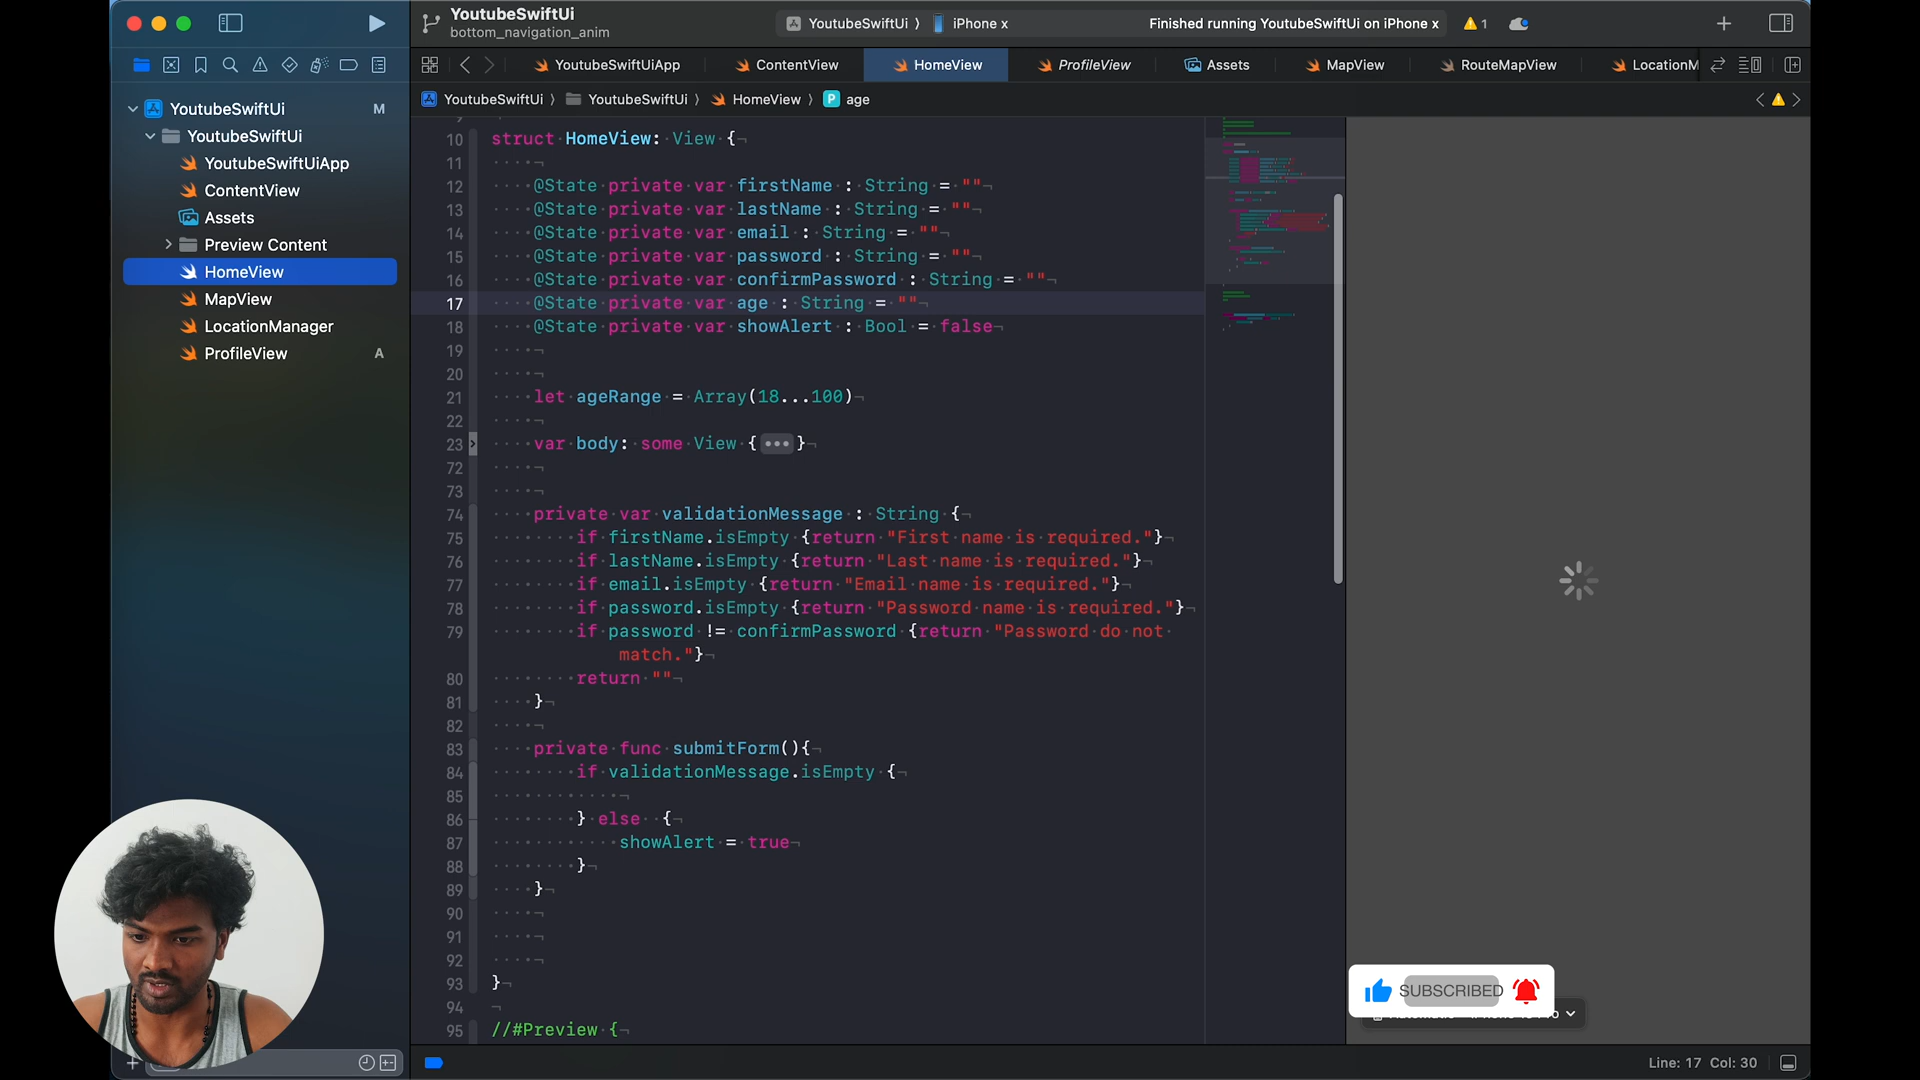 YoutubeSwiftUi
bottom_navigation_anim
YoutubeSwiftUi 〉 iPhone x
Finished running YoutubeSwiftUi on iPhone x
1
YoutubeSwiftUiApp
ContentView
HomeView
ProfileView
Assets
MapView
RouteMapView
LocationM
YoutubeSwiftUi 〉 YoutubeSwiftUi 〉 HomeView 〉 P age
YoutubeSwiftUi M
YoutubeSwiftUi
YoutubeSwiftUiApp
ContentView
Assets
Preview Content
HomeView
MapView
LocationManager
ProfileView A
10 struct HomeView: View {
11
12 @State private var firstName : String = ""
13 @State private var lastName : String = ""
14 @State private var email : String = ""
15 @State private var password : String = ""
16 @State private var confirmPassword : String = ""
17 @State private var age : String = ""
18 @State private var showAlert : Bool = false
19
20
21 let ageRange = Array(18...100)
22
23 var body: some View {•••}
72
73
74 private var validationMessage : String {
75 if firstName.isEmpty {return "First name is required."}
76 if lastName.isEmpty {return "Last name is required."}
77 if email.isEmpty {return "Email name is required."}
78 if password.isEmpty {return "Password name is required."}
79 if password != confirmPassword {return "Password do not
match."}
80 return ""
81 }
82
83 private func submitForm(){
84 if validationMessage.isEmpty {
85
86 } else {
87 showAlert = true
88 }
89 }
90
91
92
93 }
94
95 //#Preview {
SUBSCRIBED
Line: 17 Col: 30